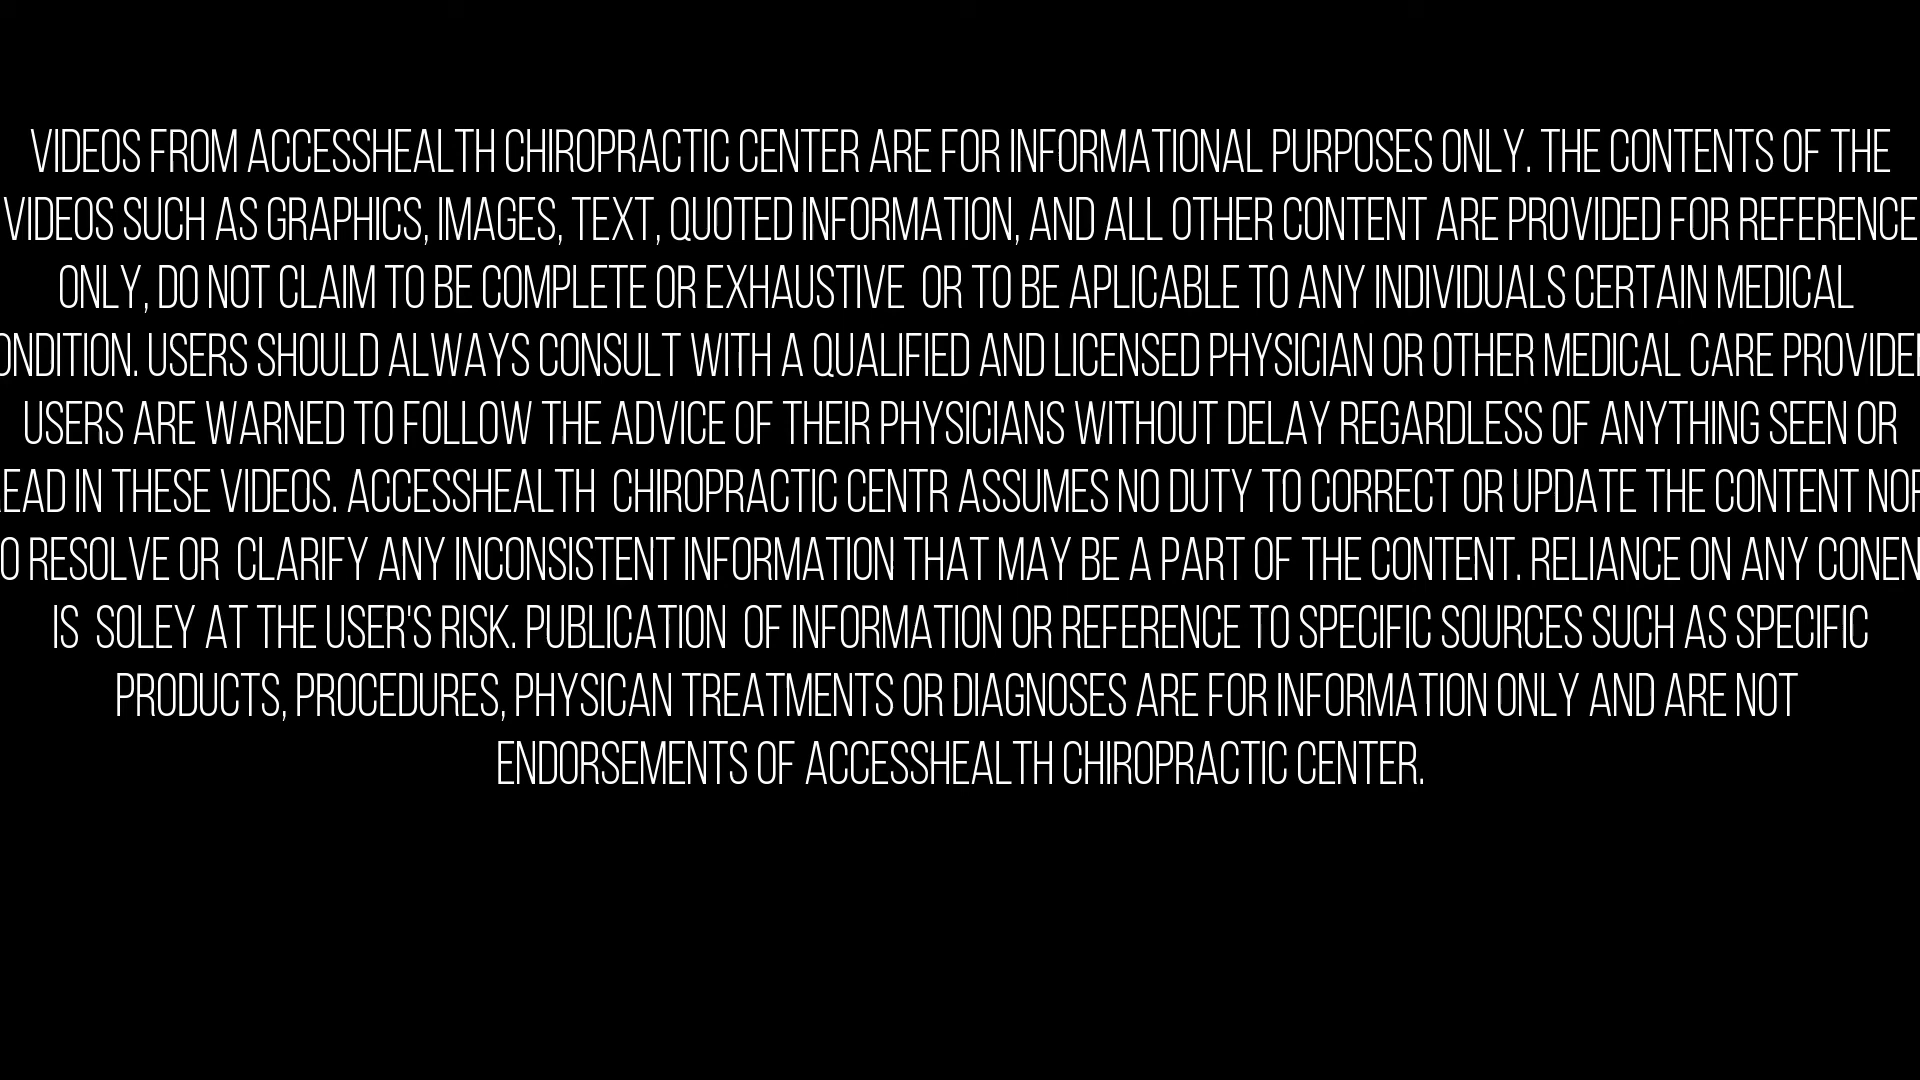 VIDEOS FROM ACCESSHEALTH CHIROPRACTIC CENTER ARE FOR INFORMATIONAL PURPOSES ONLY. THE CONTENTS OF THE
VIDEOS SUCH AS GRAPHICS, IMAGES, TEXT, QUOTED INFORMATION, AND ALL OTHER CONTENT ARE PROVIDED FOR REFERENCE
ONLY, DO NOT CLAIM TO BE COMPLETE OR EXHAUSTIVE OR TO BE APLICABLE TO ANY INDIVIDUALS CERTAIN MEDICAL
ONDITION. USERS SHOULD ALWAYS CONSULT WITH A QUALIFIED AND LICENSED PHYSICIAN OR OTHER MEDICAL CARE PROVIDER
USERS ARE WARNED TO FOLLOW THE ADVICE OF THEIR PHYSICIANS WITHOUT DELAY REGARDLESS OF ANYTHING SEEN OR
EAD IN THESE VIDEOS. ACCESSHEALTH CHIROPRACTIC CENTR ASSUMES NO DUTY TO CORRECT OR UPDATE THE CONTENT NOR
O RESOLVE OR CLARIFY ANY INCONSISTENT INFORMATION THAT MAY BE A PART OF THE CONTENT. RELIANCE ON ANY CONEN
IS SOLEY AT THE USER'S RISK. PUBLICATION OF INFORMATION OR REFERENCE TO SPECIFIC SOURCES SUCH AS SPECIFIC
PRODUCTS, PROCEDURES, PHYSICAN TREATMENTS OR DIAGNOSES ARE FOR INFORMATION ONLY AND ARE NOT
ENDORSEMENTS OF ACCESSHEALTH CHIROPRACTIC CENTER.